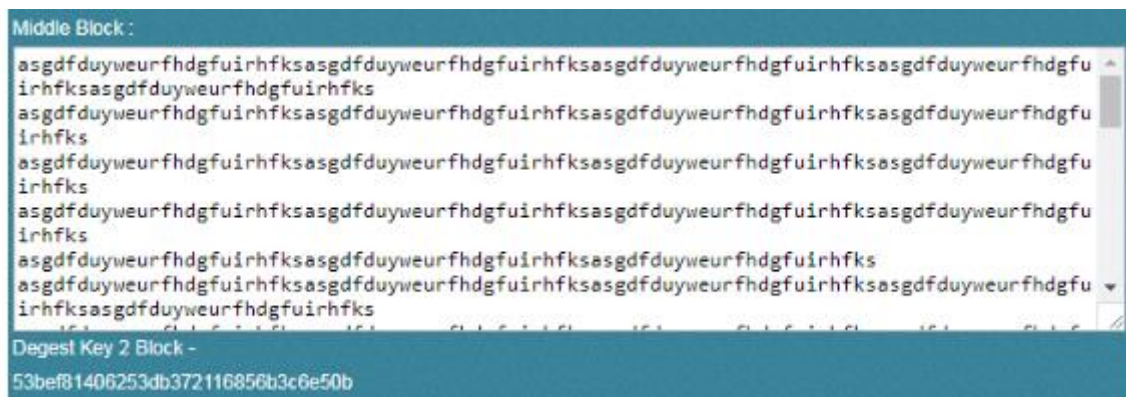 Middle Block :
asgdfduyweurfhdgfuirhfksasgdfduyweurfhdgfuirhfksasgdfduyweurfhdgfuirhfksasgdfduyweurfhdgfu
irhfksasgdfduyweurfhdgfuirhfks
asgdfduyweurfhdgfuirhfksasgdfduyweurfhdgfuirhfksasgdfduyweurfhdgfuirhfksasgdfduyweurfhdgfu
irhfks
asgdfduyweurfhdgfuirhfksasgdfduyweurfhdgfuirhfksasgdfduyweurfhdgfuirhfksasgdfduyweurfhdgfu
irhfks
asgdfduyweurfhdgfuirhfksasgdfduyweurfhdgfuirhfksasgdfduyweurfhdgfuirhfksasgdfduyweurfhdgfu
irhfks
asgdfduyweurfhdgfuirhfksasgdfduyweurfhdgfuirhfksasgdfduyweurfhdgfuirhfks
asgdfduyweurfhdgfuirhfksasgdfduyweurfhdgfuirhfksasgdfduyweurfhdgfuirhfksasgdfduyweurfhdgfu
irhfksasgdfduyweurfhdgfuirhfks
Degest Key 2 Block -
53bef81406253db372116856b3c6e50b